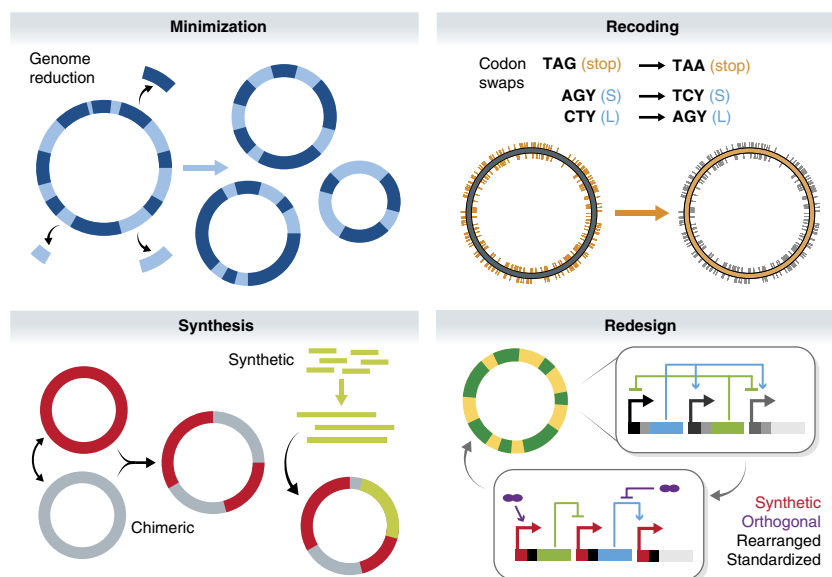 Minimization
Genome
reduction
Recoding
Codon
swaps
TAG (stop) TAA (stop)
AGY (S) TCY (S)
CTY (L) AGY (L)
Synthesis
Synthetic
Chimeric
Redesign
Synthetic
Orthogonal
Rearranged
Standardized